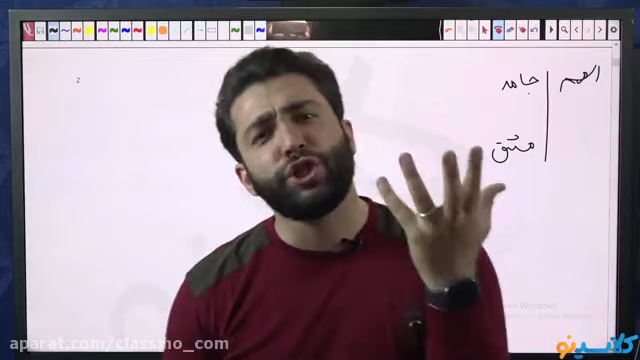 2
اسم
جامد
مشتق
aparat.com/classino_com
کلاسینو